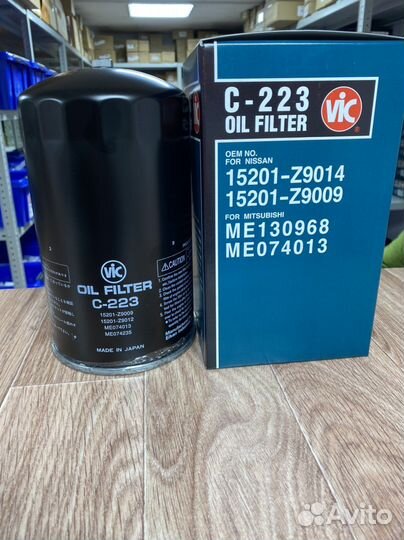 C-223
OIL FILTER
VIC
OEM NO.
FOR NISSAN
15201-Z9014
15201-Z9009
FOR MITSUBISHI
ME130968
ME074013
VIC
OIL FILTER
C-223
15201-Z9009
15201-Z9012
ME074013
ME074235
MADE IN JAPAN
CAUTION
Avito